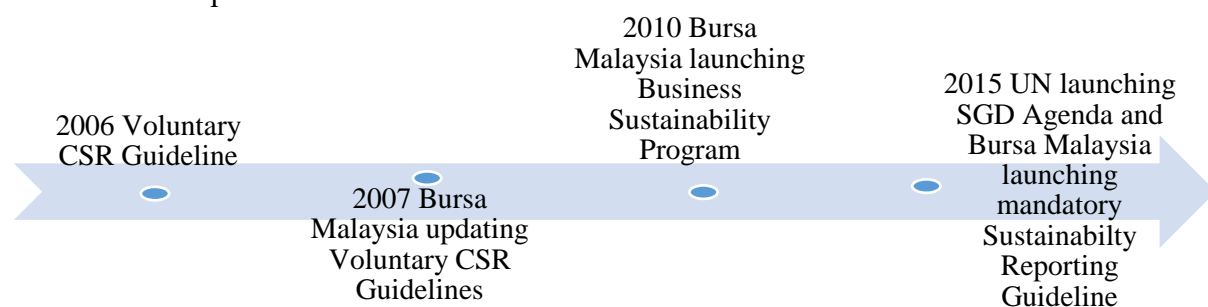 2006 Voluntary
CSR Guideline
2007 Bursa
Malaysia updating
Voluntary CSR
Guidelines
2010 Bursa
Malaysia launching
Business
Sustainability
Program
2015 UN launching
SGD Agenda and
Bursa Malaysia
launching
mandatory
Sustainabilty
Reporting
Guideline